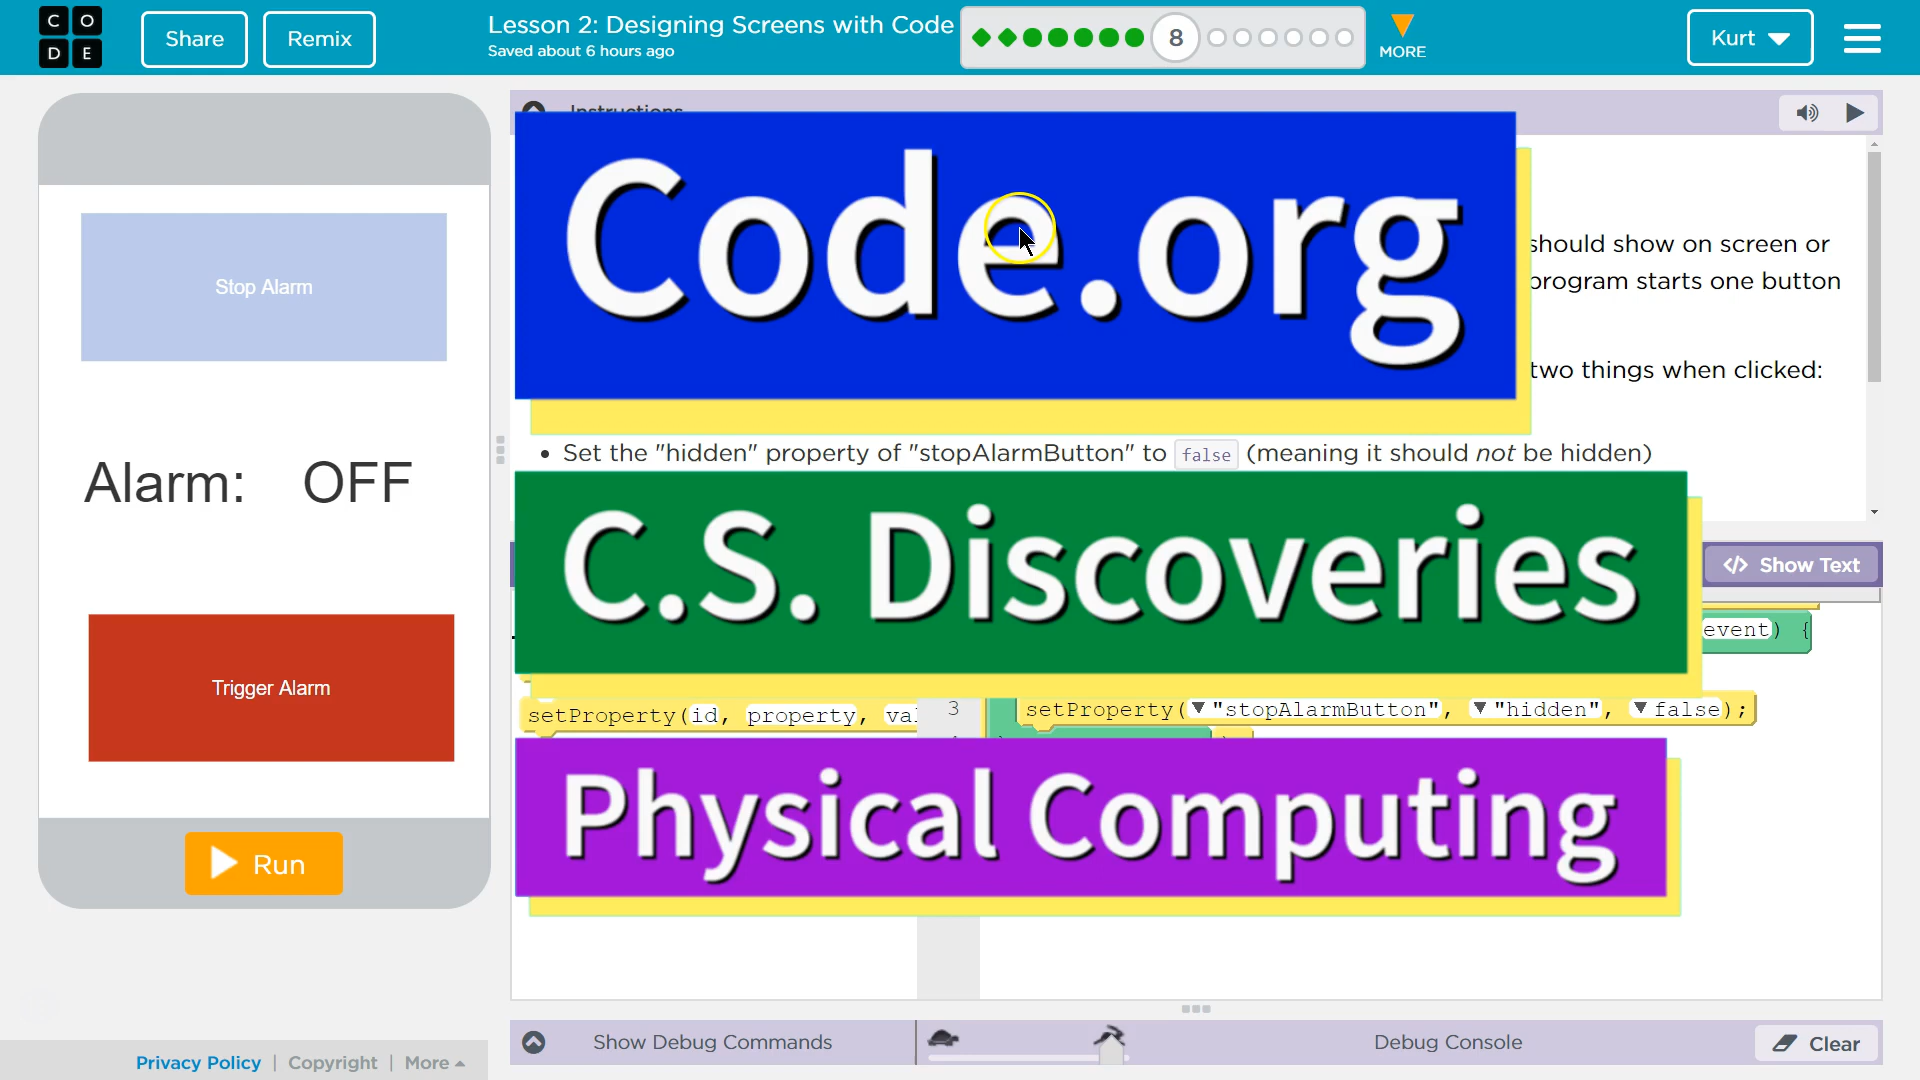 C O
D E
Share
Remix
Lesson 2: Designing Screens with Code
Saved about 6 hours ago
8
MORE
Kurt
Instructions
Code.org
should show on screen or
program starts one button
two things when clicked:
Set the "hidden" property of "stopAlarmButton" to false (meaning it should not be hidden)
Stop Alarm
Alarm: OFF
Trigger Alarm
Run
C.S. Discoveries
</> Show Text
event) {
setProperty(id, property, val
3 setProperty("stopAlarmButton", "hidden", false);
Physical Computing
Show Debug Commands
Debug Console
Clear
Privacy Policy | Copyright | More